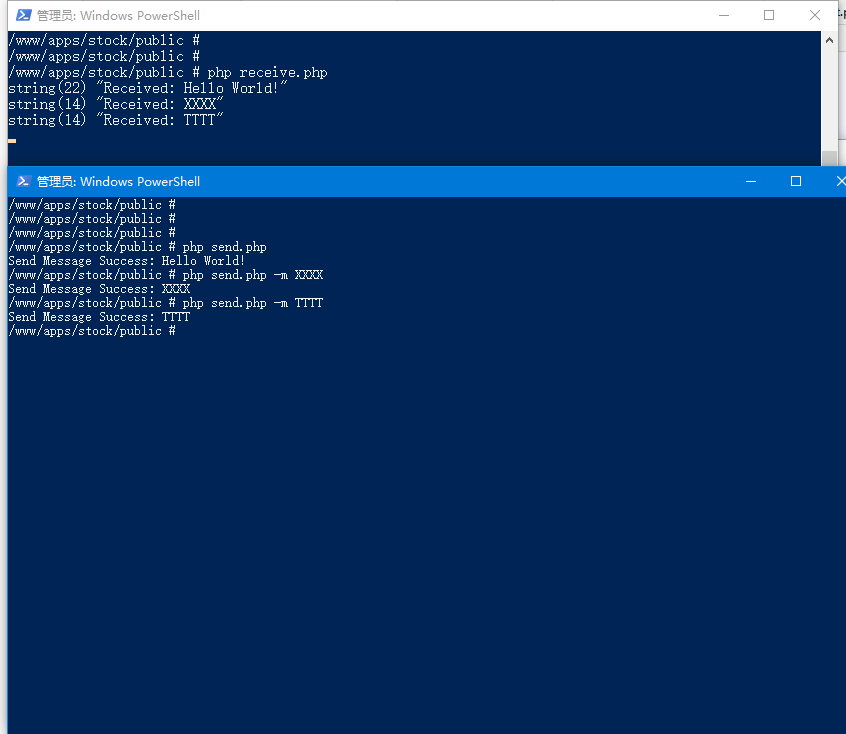 管理员: Windows PowerShell
/www/apps/stock/public #
/www/apps/stock/public #
/www/apps/stock/public # php receive.php
string(22) "Received: Hello World!"
string(14) "Received: XXXX"
string(14) "Received: TTTT"
管理员: Windows PowerShell
/www/apps/stock/public #
/www/apps/stock/public #
/www/apps/stock/public #
/www/apps/stock/public # php send.php
Send Message Success: Hello World!
/www/apps/stock/public # php send.php -m XXXX
Send Message Success: XXXX
/www/apps/stock/public # php send.php -m TTTT
Send Message Success: TTTT
/www/apps/stock/public #